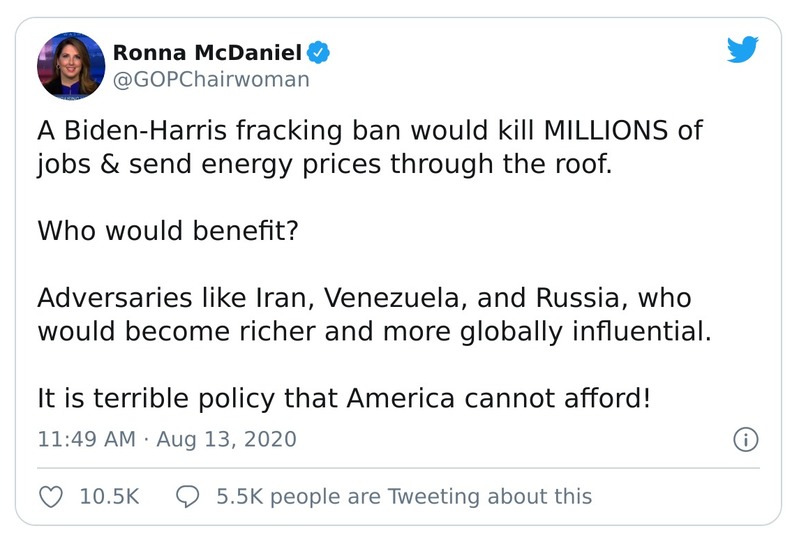 Ronna McDaniel
@GOPChairwoman
A Biden-Harris fracking ban would kill MILLIONS of
jobs & send energy prices through the roof.
Who would benefit?
Adversaries like Iran, Venezuela, and Russia, who
would become richer and more globally influential.
It is terrible policy that America cannot afford!
11:49 AM · Aug 13, 2020
10.5K 5.5K people are Tweeting about this